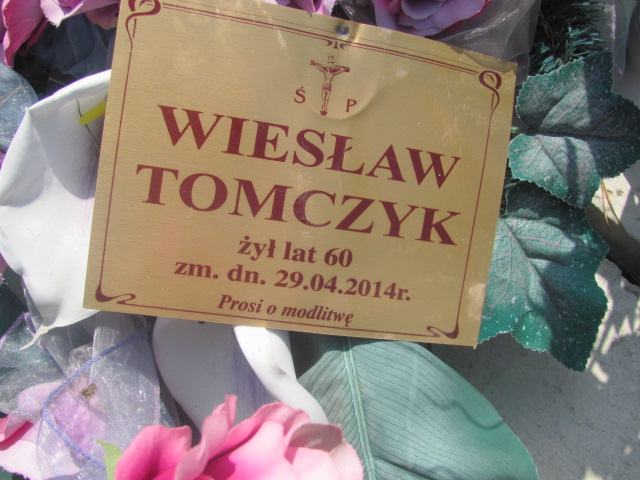 Ś P
WIESŁAW
TOMCZYK
żył lat 60
zm. dn. 29.04.2014r.
Prosi o modlitwę